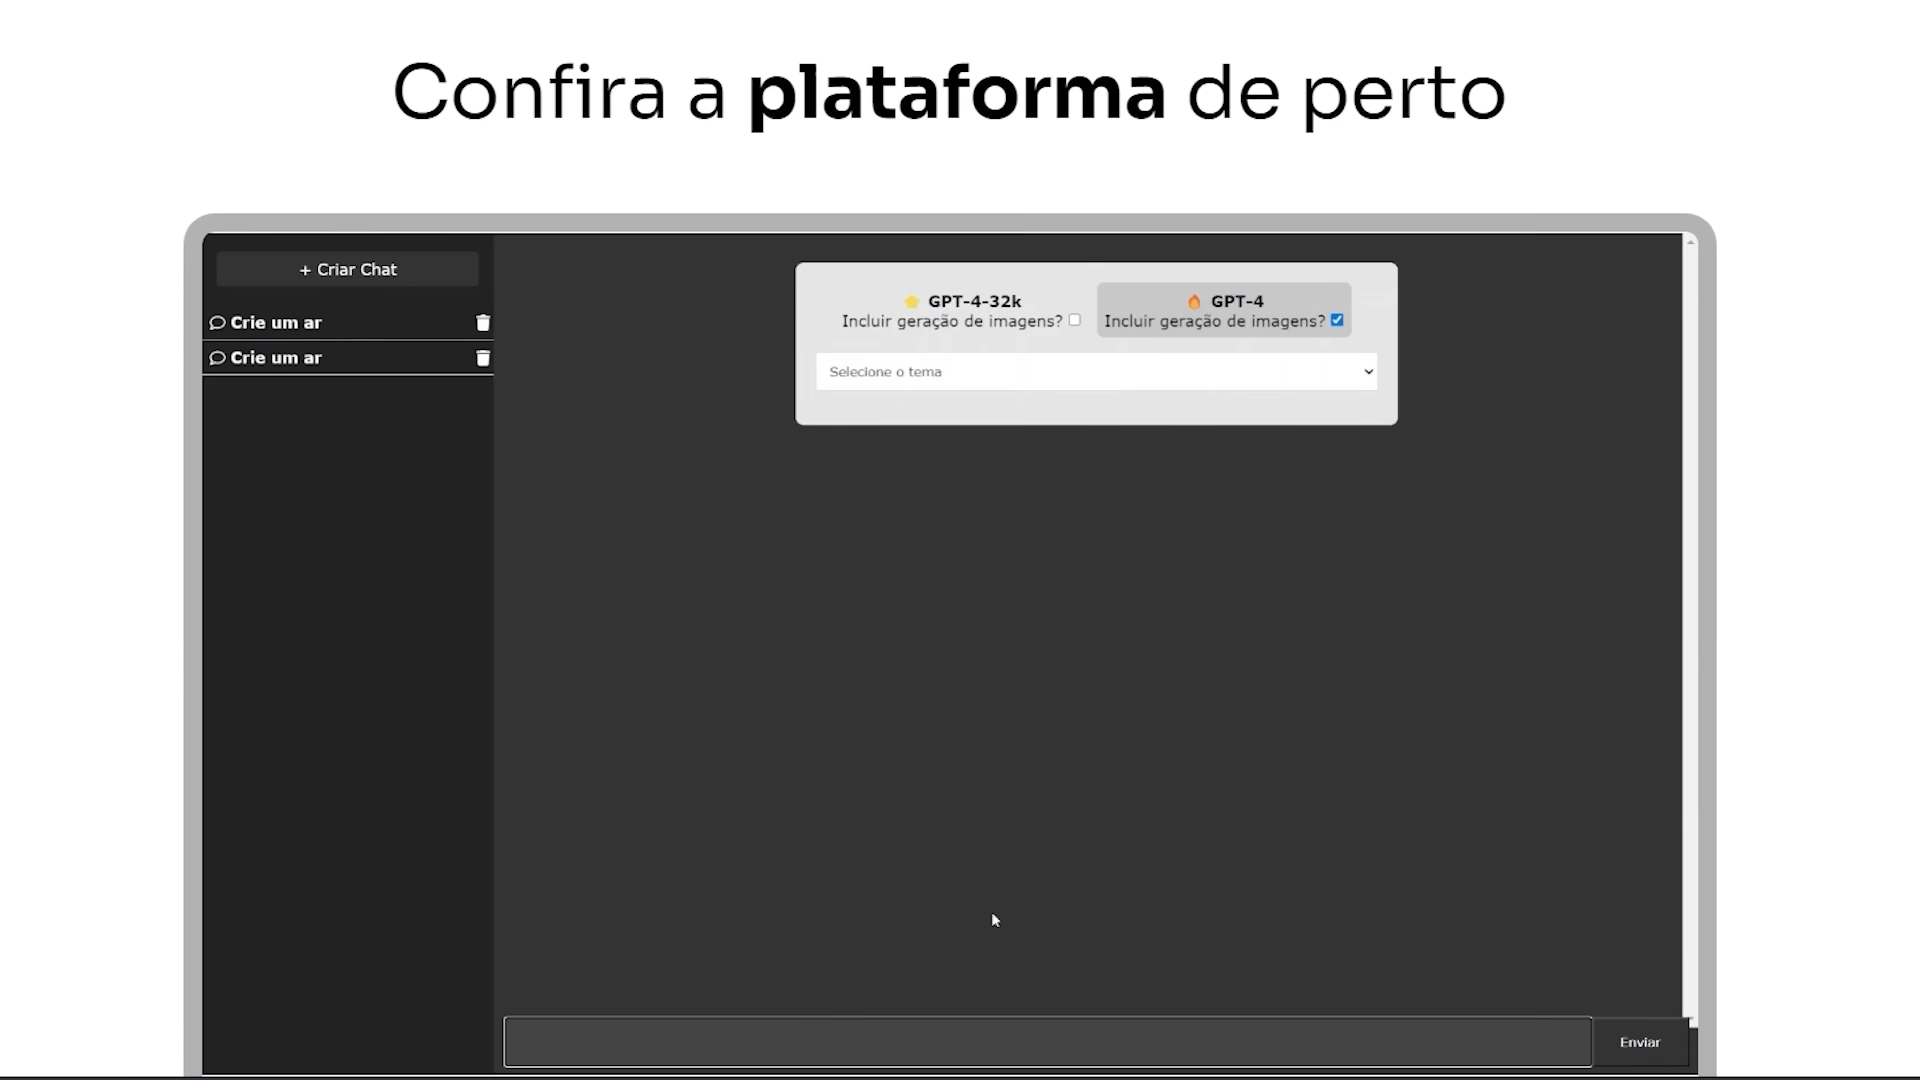 Confira a plataforma de perto
+ Criar Chat
Crie um ar
Crie um ar
GPT-4-32k
Incluir geração de imagens?
GPT-4
Incluir geração de imagens?
Selecione o tema
Enviar